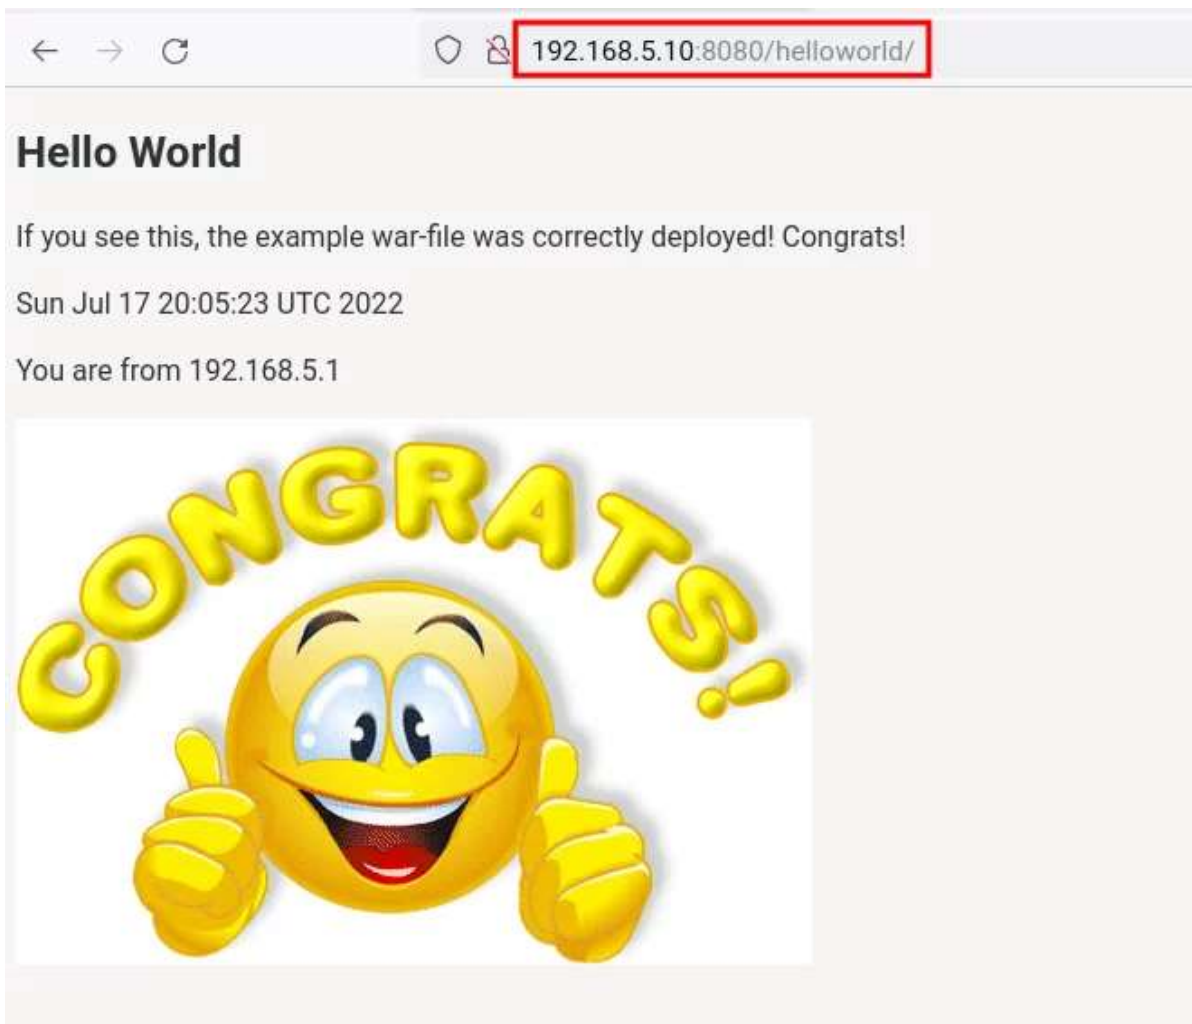 192.168.5.10:8080/helloworld/
Hello World
If you see this, the example war-file was correctly deployed! Congrats!
Sun Jul 17 20:05:23 UTC 2022
You are from 192.168.5.1
CONGRATS!